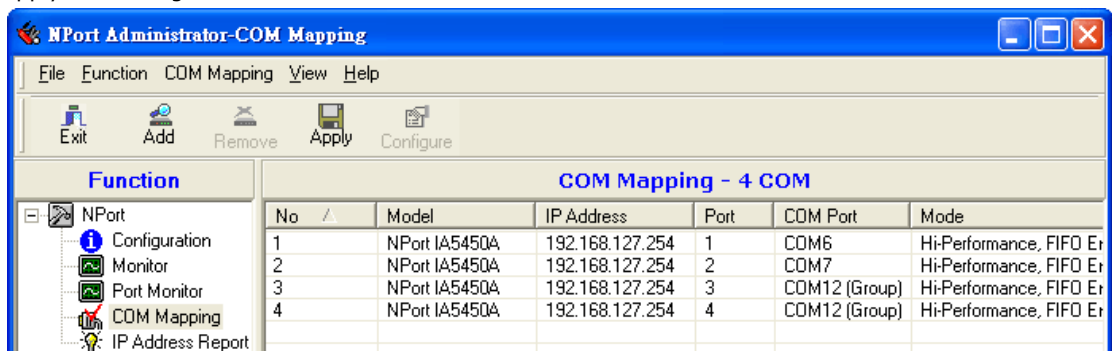 NPort Administrator-COM Mapping
File Function COM Mapping View Help
Exit Add Remove Apply Configure
Function
COM Mapping - 4 COM
NPort
Configuration
Monitor
Port Monitor
COM Mapping
IP Address Report
No Model IP Address Port COM Port Mode
1 NPort IA5450A 192.168.127.254 1 COM6 Hi-Performance, FIFO Er
2 NPort IA5450A 192.168.127.254 2 COM7 Hi-Performance, FIFO Er
3 NPort IA5450A 192.168.127.254 3 COM12 (Group) Hi-Performance, FIFO Er
4 NPort IA5450A 192.168.127.254 4 COM12 (Group) Hi-Performance, FIFO Er